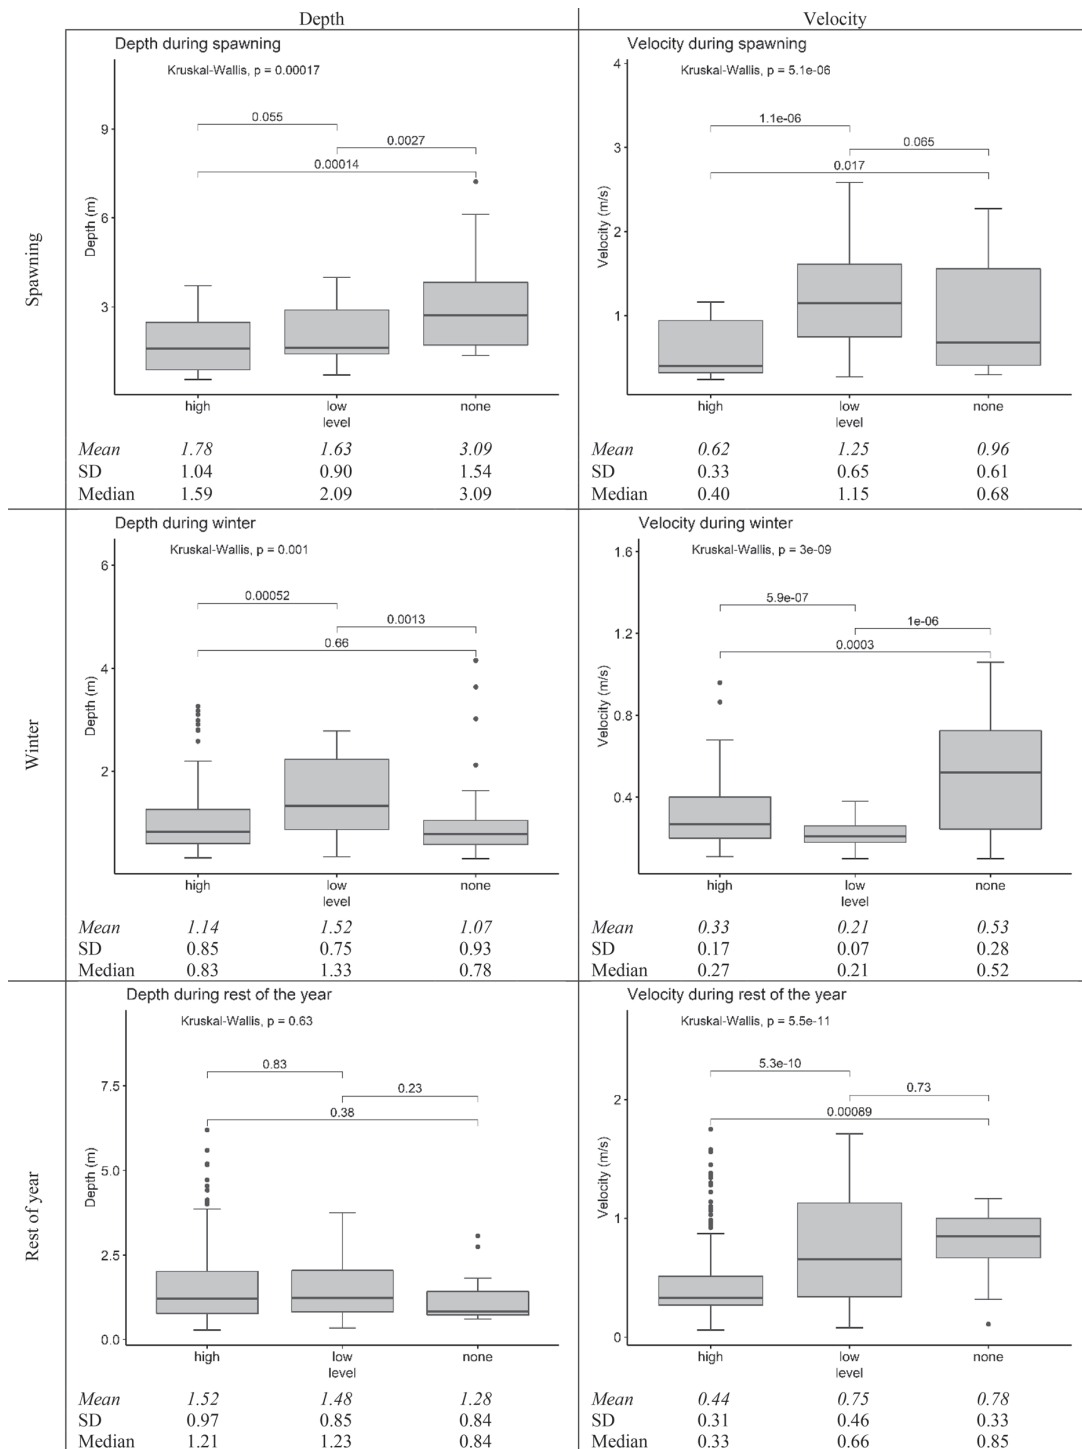 Depth Velocity
Spawning
Depth during spawning
Kruskal-Wallis, p = 0.00017
0.055
0.0027
0.00014
Depth (m)
9
6
3
high low none
level
Mean 1.78 1.63 3.09
SD 1.04 0.90 1.54
Median 1.59 2.09 3.09
Velocity during spawning
Kruskal-Wallis, p = 5.1e-06
1.1e-06
0.065
0.017
Velocity (m/s)
4
3
2
1
high low none
level
Mean 0.62 1.25 0.96
SD 0.33 0.65 0.61
Median 0.40 1.15 0.68
Winter
Depth during winter
Kruskal-Wallis, p = 0.001
0.00052
0.0013
0.66
Depth (m)
6
4
2
high low none
level
Mean 1.14 1.52 1.07
SD 0.85 0.75 0.93
Median 0.83 1.33 0.78
Velocity during winter
Kruskal-Wallis, p = 3e-09
5.9e-07
1e-06
0.0003
Velocity (m/s)
1.6
1.2
0.8
0.4
high low none
level
Mean 0.33 0.21 0.53
SD 0.17 0.07 0.28
Median 0.27 0.21 0.52
Rest of year
Depth during rest of the year
Kruskal-Wallis, p = 0.63
0.83
0.23
0.38
Depth (m)
7.5
5.0
2.5
0.0
high low none
level
Mean 1.52 1.48 1.28
SD 0.97 0.85 0.84
Median 1.21 1.23 0.84
Velocity during rest of the year
Kruskal-Wallis, p = 5.5e-11
5.3e-10
0.73
0.00089
Velocity (m/s)
2
1
0
high low none
level
Mean 0.44 0.75 0.78
SD 0.31 0.46 0.33
Median 0.33 0.66 0.85